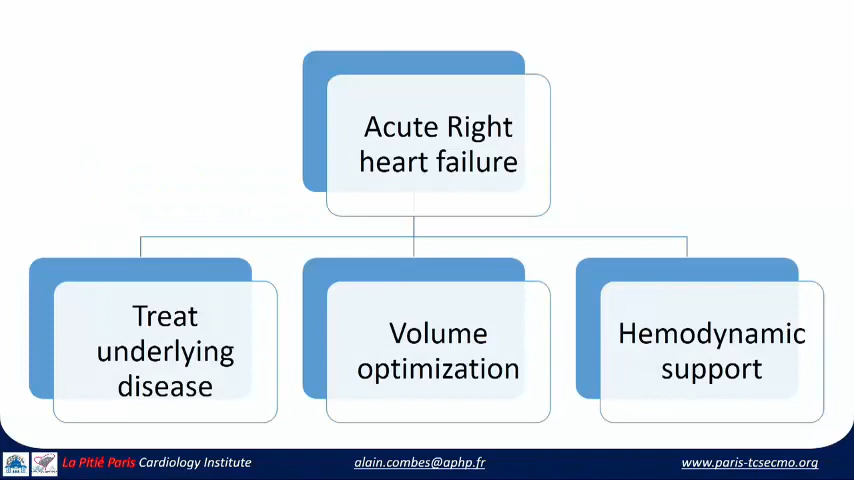 Acute Right
heart failure
Treat
underlying
disease
Volume
optimization
Hemodynamic
support
La Pitié Paris Cardiology Institute
alain.combes@aphp.fr
www.paris-tcsecmo.org